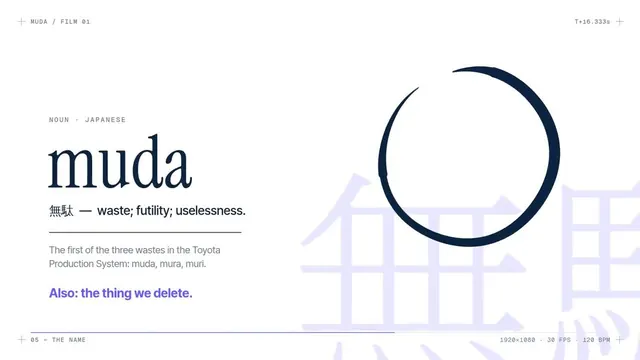 MUDA / FILM 01
T+16.333s
NOUN · JAPANESE
muda
無駄 — waste; futility; uselessness.
The first of the three wastes in the Toyota
Production System: muda, mura, muri.
Also: the thing we delete.
無駄
05 — THE NAME
1920×1080 · 30 FPS · 120 BPM